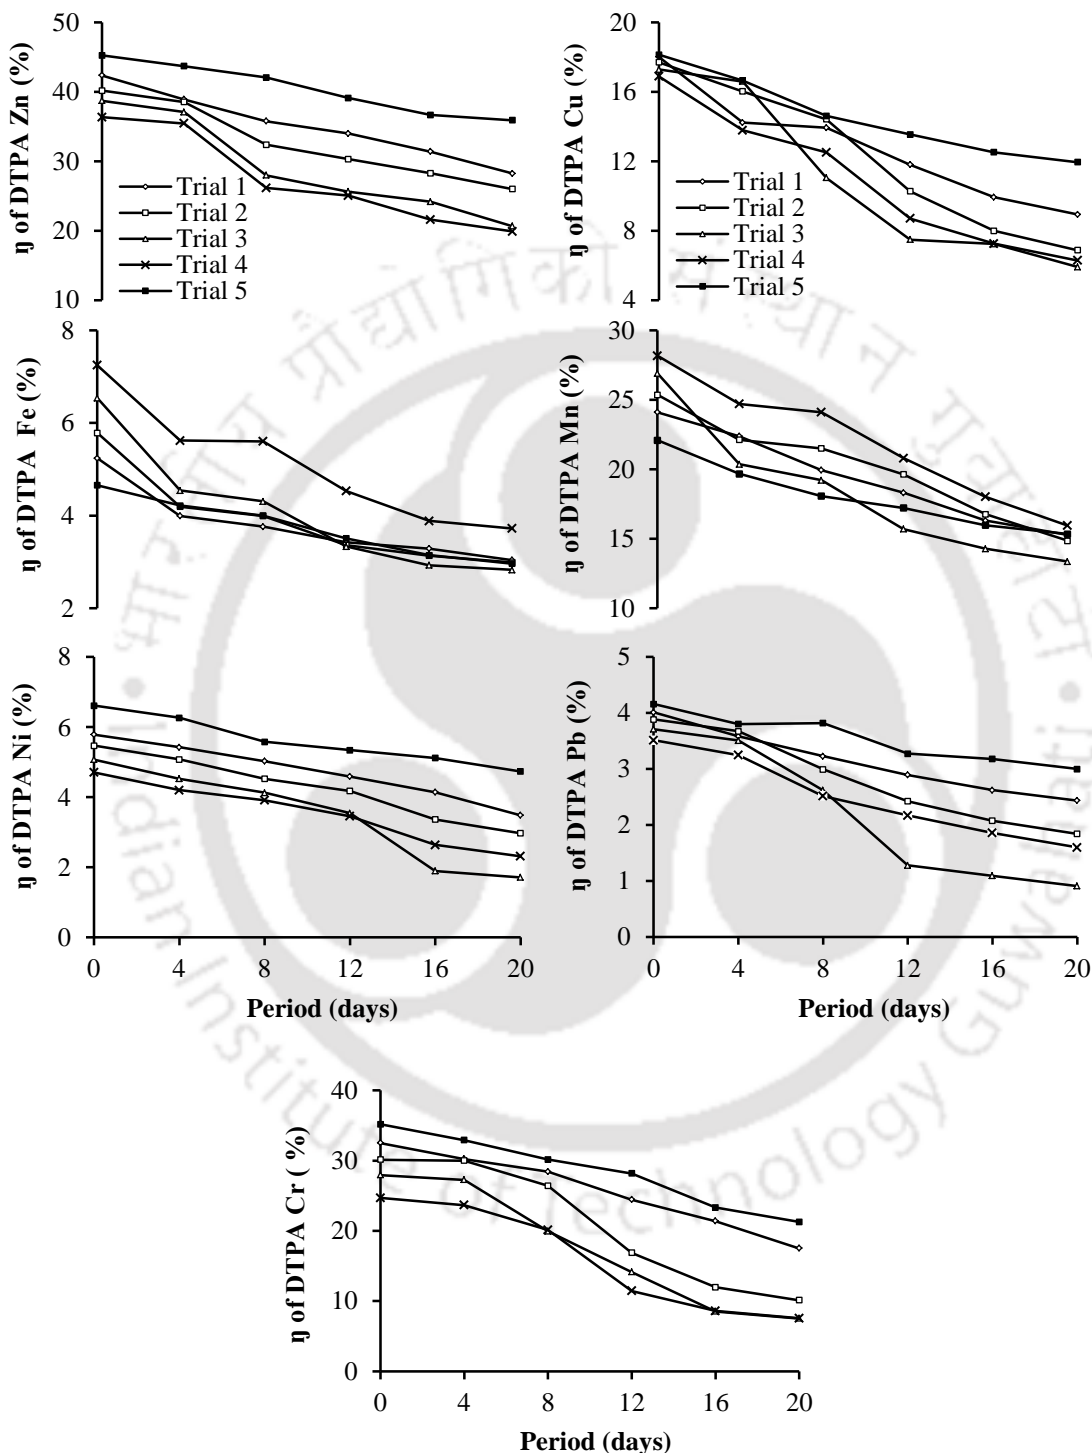 50
40
30
20
10
η of DTPA Zn (%)
Trial 1
Trial 2
Trial 3
Trial 4
Trial 5
20
16
12
8
4
η of DTPA Cu (%)
Trial 1
Trial 2
Trial 3
Trial 4
Trial 5
8
6
4
2
η of DTPA Fe (%)
30
25
20
15
10
η of DTPA Mn (%)
8
6
4
2
0
η of DTPA Ni (%)
0 4 8 12 16 20
Period (days)
5
4
3
2
1
0
η of DTPA Pb (%)
0 4 8 12 16 20
Period (days)
40
30
20
10
0
η of DTPA Cr ( %)
0 4 8 12 16 20
Period (days)
Indian Institute of Technology Guwahati